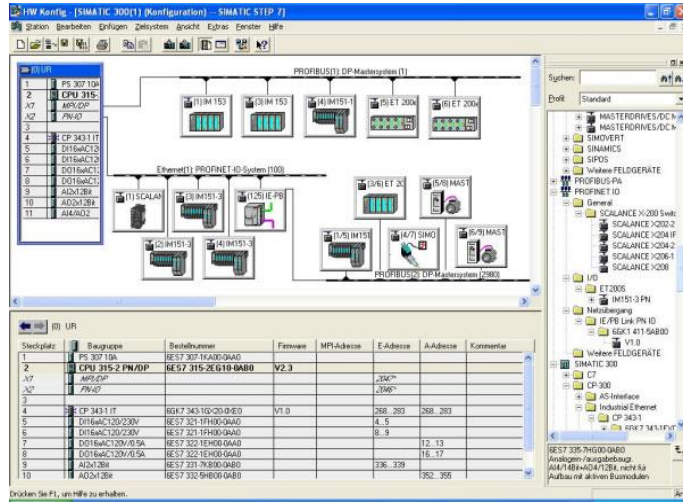 HW Konfig - [SIMATIC 300(1) (Konfiguration) -- SIMATIC STEP 7]
Station Bearbeiten Einfügen Zielsystem Ansicht Extras Fenster Hilfe
(0) UR
1 PS 307 10A
2 CPU 315-
X1 MPI/DP
X2 PN-IO
3
4 CP 343-1 IT
5 DI16xAC12
6 DI16xAC12
7 DO16xAC1
8 DO16xAC1
9 AI2x12Bit
10 AO2x12Bit
11 AI4/AO2
PROFIBUS(1): DP-Mastersystem (1)
(1) IM 153
(3) IM 153
(4) IM151-1
(5) ET 200
(6) ET 200
Ethernet(1): PROFINET-IO-System (100)
(1) SCALAN
(3) IM151-3
(125) IE-PB
(2) IM151-3
(4) IM151-3
(3/6) ET 2C
(5/8) MAST
(1/5) IM151
(4/7) SIMO
(6/9) MAST
PROFIBUS(2): DP-Mastersystem (2980)
Suchen:
Profil Standard
MASTERDRIVES/DC M
MASTERDRIVES/DC M
SIMOVERT
SINAMICS
SIPOS
Weitere FELDGERÄTE
PROFIBUS-PA
PROFINET IO
General
SCALANCE X-200 Switc
SCALANCE X202-2
SCALANCE X204 IF
SCALANCE X204-2
SCALANCE X206-1
SCALANCE X208
I/O
ET200S
IM151-3 PN
Netzübergang
IE/PB Link PN IO
6GK1 411-5AB00
V1.0
Weitere FELDGERÄTE
SIMATIC 300
C7
CP-300
AS-Interface
Industrial Ethernet
CP 343-1
6ES7 335-7HG00-0AB0
Analogein-/ausgabebaugr.
AI4/14Bit+AO4/12Bit, nicht für
Aufbau mit aktiven Busmodulen
(0) UR
Steckplatz Baugruppe Bestellnummer Firmware MPI-Adresse E-Adresse A-Adresse Kommentar
1 PS 307 10A 6ES7 307-1KA00-0AA0
2 CPU 315-2 PN/DP 6ES7 315-2EG10-0AB0 V2.3
X1 MPI/DP 2047*
X2 PN-IO 2046*
3
4 CP 343-1 IT 6GK7 343-1GX20-0XE0 V1.0 268...283 268...283
5 DI16xAC120/230V 6ES7 321-1FH00-0AA0 4...5
6 DI16xAC120/230V 6ES7 321-1FH00-0AA0 8...9
7 DO16xAC120V/0.5A 6ES7 322-1EH00-0AA0 12...13
8 DO16xAC120V/0.5A 6ES7 322-1EH00-0AA0 16...17
9 AI2x12Bit 6ES7 331-7KB00-0AB0 336...339
10 AO2x12Bit 6ES7 332-5HB00-0AB0 352...355
Drücken Sie F1, um Hilfe zu erhalten.